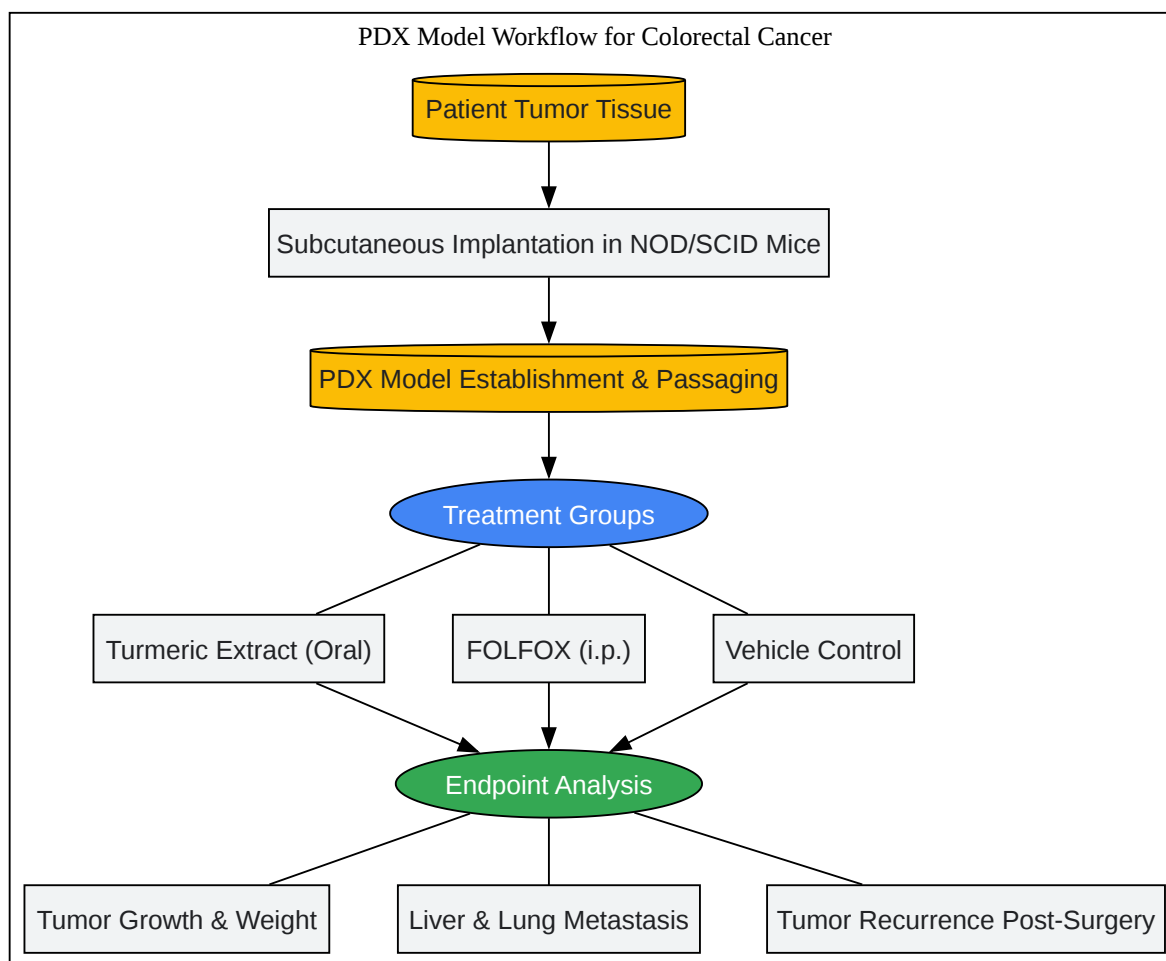 PDX Model Workflow for Colorectal Cancer
Patient Tumor Tissue
Subcutaneous Implantation in NOD/SCID Mice
PDX Model Establishment & Passaging
Treatment Groups
Turmeric Extract (Oral)
FOLFOX (i.p.)
Vehicle Control
Endpoint Analysis
Tumor Growth & Weight
Liver & Lung Metastasis
Tumor Recurrence Post-Surgery